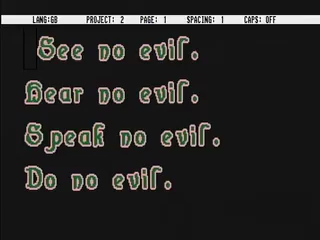 LANG:GB PROJECT: 2 PAGE: 1 SPACING: 1 CAPS: OFF
See no evil.
Hear no evil.
Speak no evil.
Do no evil.